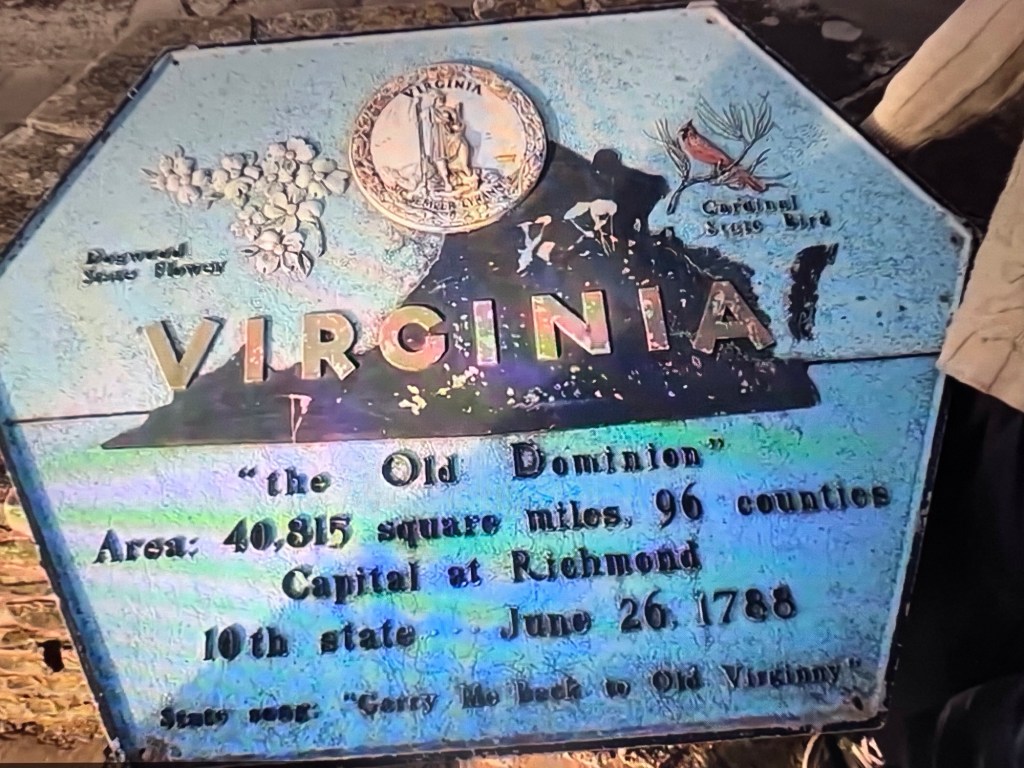 VIRGINIA
SEMPER
Dogwood
State Flower
Cardinal
State Bird
VIRGINIA
"the Old Dominion"
Area: 40,815 square miles, 96 counties
Capital at Richmond
10th state June 26, 1788
State song: "Carry Me Back to Old Virginny"